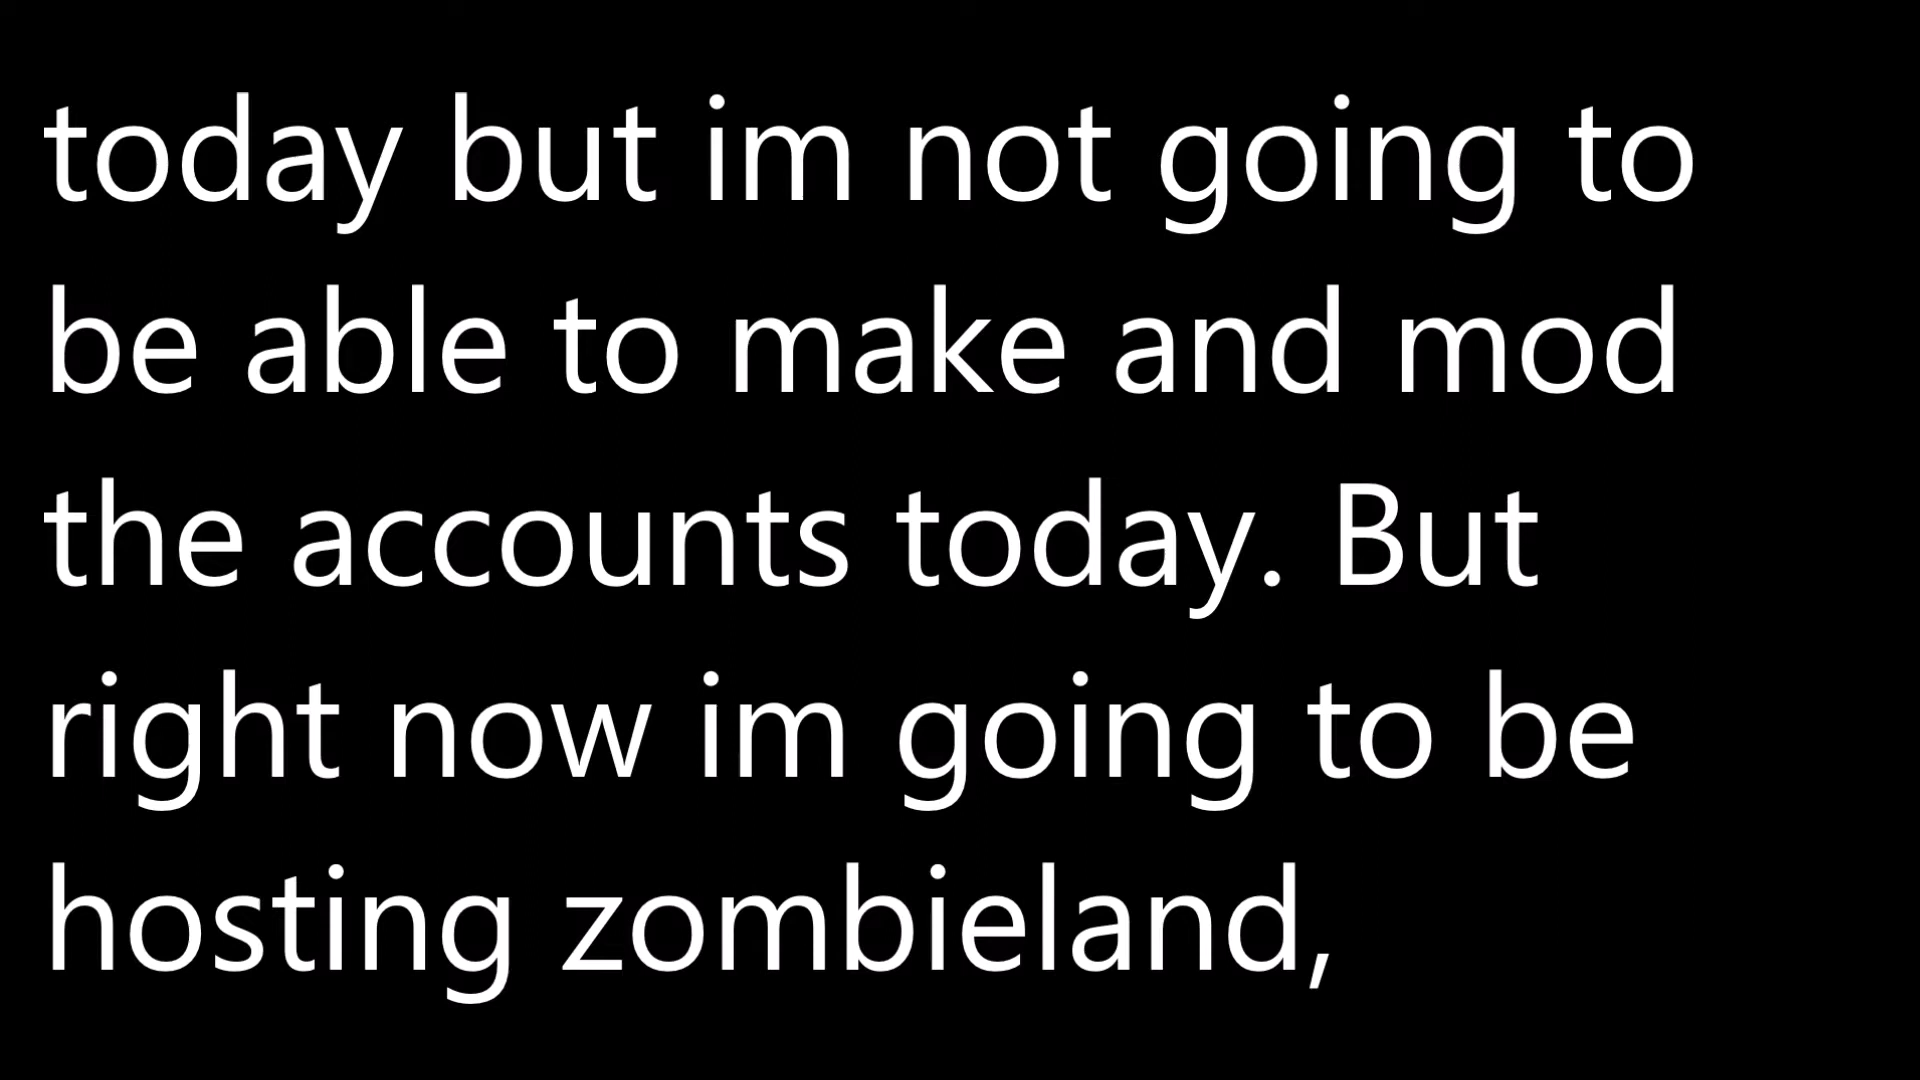 today but im not going to
be able to make and mod
the accounts today. But
right now im going to be
hosting zombieland,